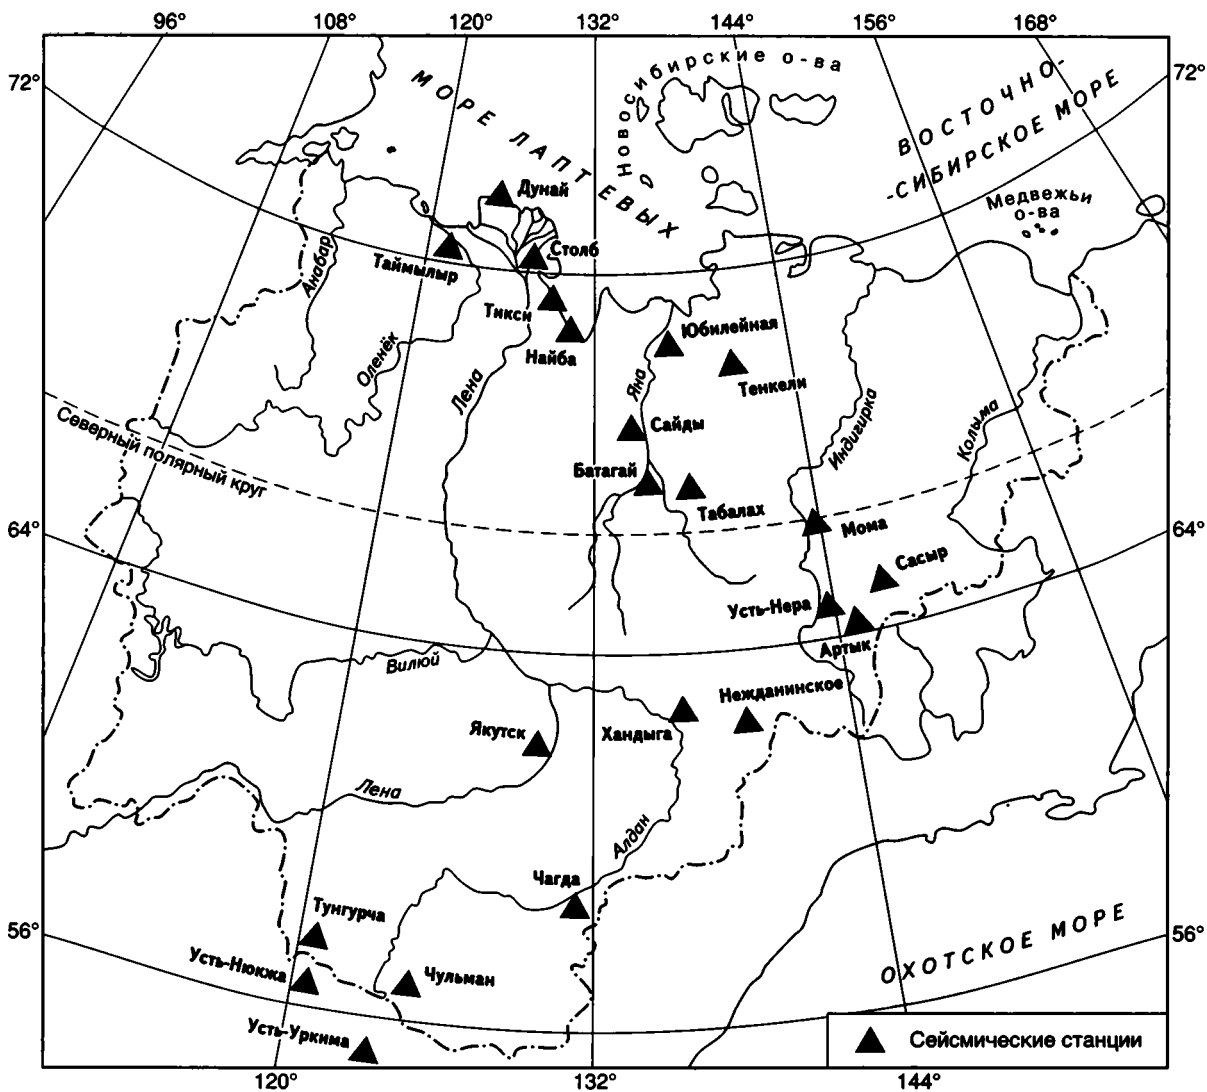 96°
108°
120°
132°
144°
156°
168°
72°
72°
МОРЕ ЛАПТЕВЫХ
Новосибирские о-ва
ВОСТОЧНО-
-СИБИРСКОЕ МОРЕ
Медвежьи
о-ва
Дунай
Столб
Таймылыр
Анабар
Тикси
Найба
Юбилейная
Оленёк
Лена
Яна
Тенкели
Индигирка
Колыма
Сайды
Северный полярный круг
Батагай
Табалах
64°
64°
Мома
Сасыр
Усть-Нера
Артык
Вилюй
Нежданинское
Якутск
Хандыга
Лена
Алдан
Чагда
Тунгурча
56°
56°
ОХОТСКОЕ МОРЕ
Усть-Нюкжа
Чульман
Усть-Уркима
Сейсмические станции
120°
132°
144°